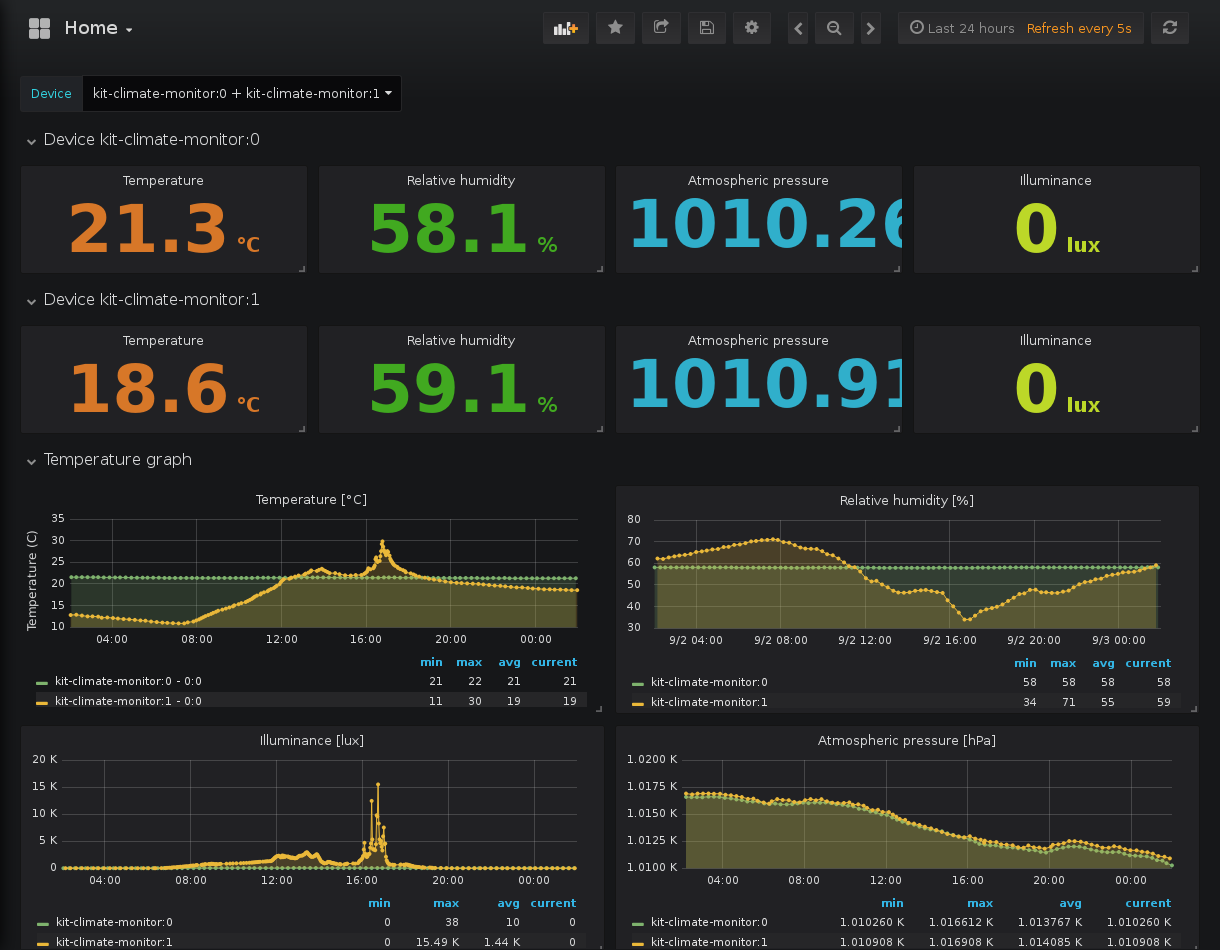 Home
Last 24 hours Refresh every 5s
Device kit-climate-monitor:0 + kit-climate-monitor:1
Device kit-climate-monitor:0
Temperature Relative humidity Atmospheric pressure Illuminance
21.3 °C 58.1 % 1010.26 0 lux
Device kit-climate-monitor:1
Temperature Relative humidity Atmospheric pressure Illuminance
18.6 °C 59.1 % 1010.91 0 lux
Temperature graph
Temperature [°C]
Temperature (C)
35
30
25
20
15
10
04:00 08:00 12:00 16:00 20:00 00:00
min max avg current
kit-climate-monitor:0 - 0:0 21 22 21 21
kit-climate-monitor:1 - 0:0 11 30 19 19
Relative humidity [%]
80
70
60
50
40
30
9/2 04:00 9/2 08:00 9/2 12:00 9/2 16:00 9/2 20:00 9/3 00:00
min max avg current
kit-climate-monitor:0 58 58 58 58
kit-climate-monitor:1 34 71 55 59
Illuminance [lux]
20 K
15 K
10 K
5 K
0
04:00 08:00 12:00 16:00 20:00 00:00
min max avg current
kit-climate-monitor:0 0 38 10 0
kit-climate-monitor:1 0 15.49 K 1.44 K 0
Atmospheric pressure [hPa]
1.0200 K
1.0175 K
1.0150 K
1.0125 K
1.0100 K
04:00 08:00 12:00 16:00 20:00 00:00
min max avg current
kit-climate-monitor:0 1.010260 K 1.016612 K 1.013767 K 1.010260 K
kit-climate-monitor:1 1.010908 K 1.016908 K 1.014085 K 1.010908 K